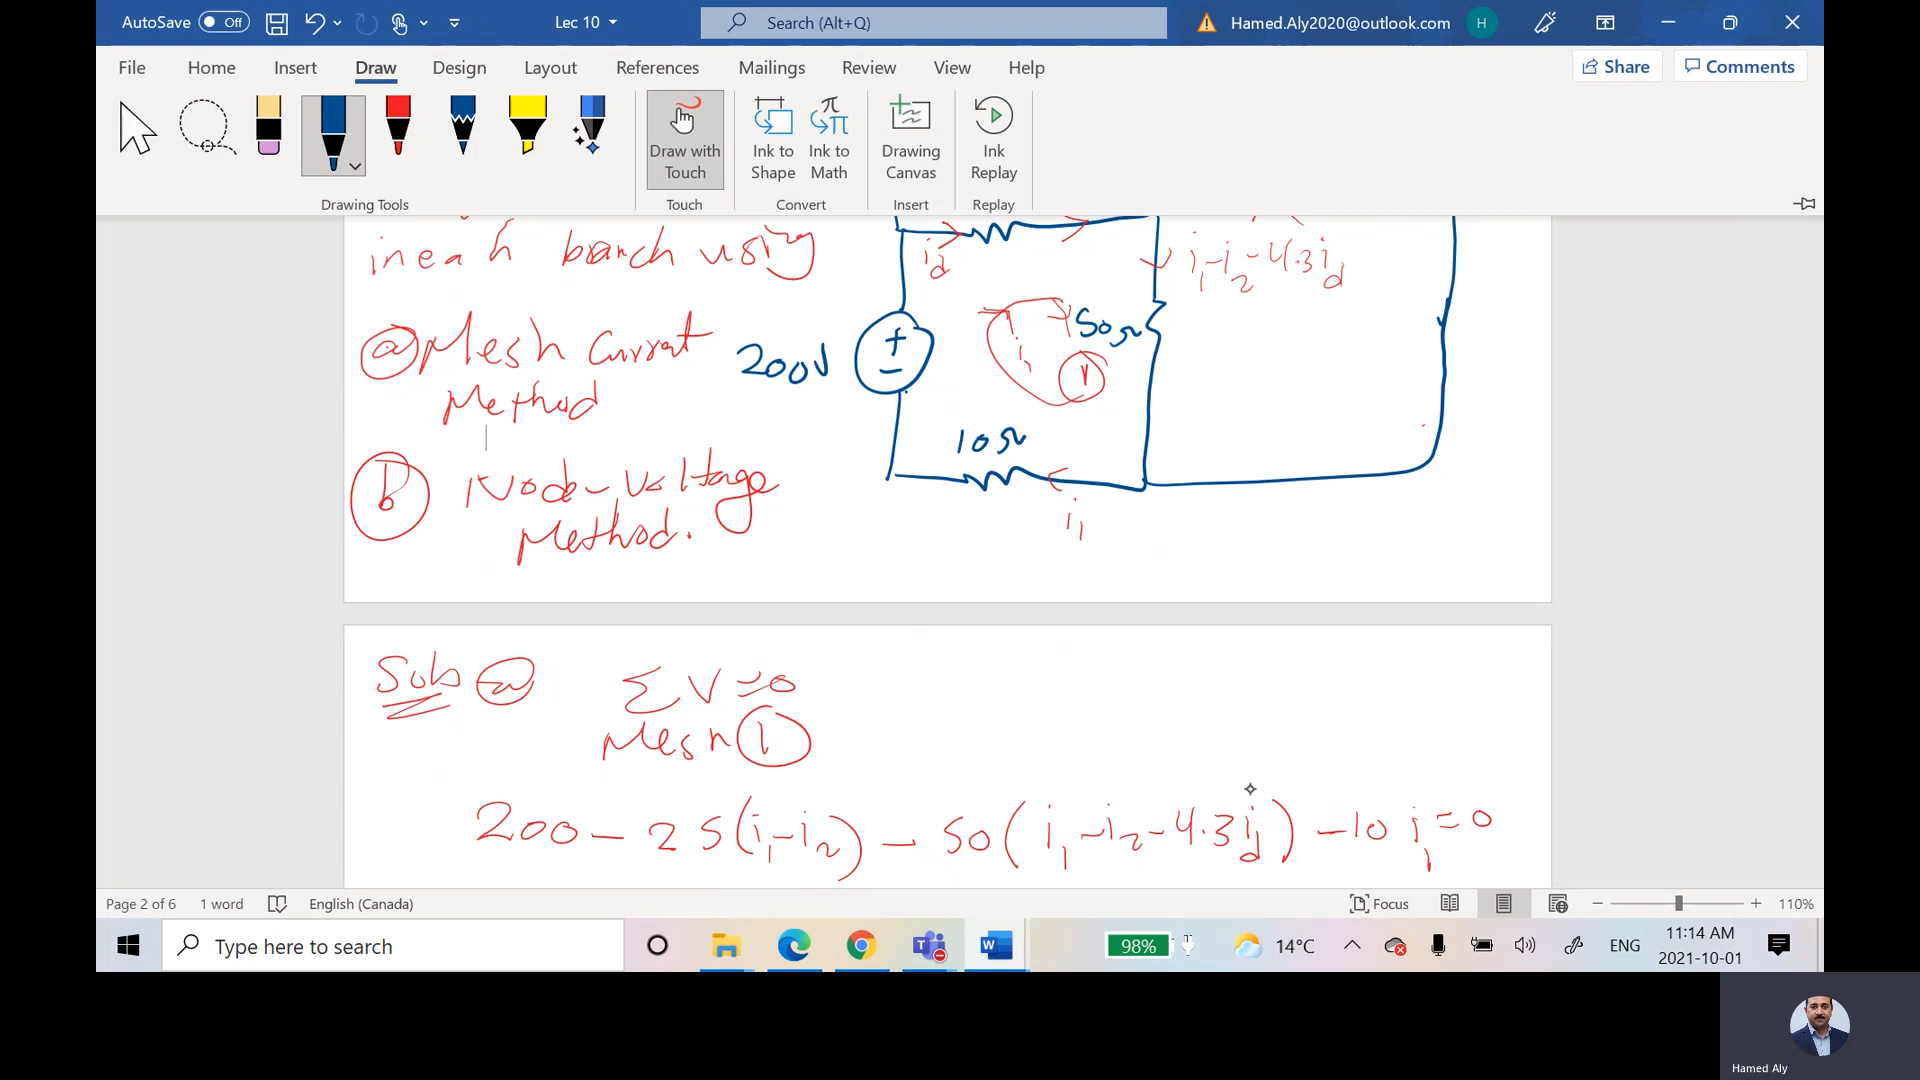 AutoSave Off Lec 10 Search (Alt+Q) Hamed.Aly2020@outlook.com H
File Home Insert Draw Design Layout References Mailings Review View Help Share Comments
Draw with Touch Ink to Shape Ink to Math Drawing Canvas Ink Replay
Drawing Tools Touch Convert Insert Replay
in each branch using
id
i1-i2-4.3id
ⓐ Mesh Current
Method
200V
+
-
50Ω
i1
1
10Ω
i1
ⓑ Node-Voltage
Method.
Sol ⓐ ΣV=0
Mesh ①
200-25(i1-i2)-50(i1-i2-4.3id)-10i1=0
Page 2 of 6 1 word English (Canada) Focus 110%
Type here to search 98% 14°C ENG 11:14 AM
2021-10-01
Hamed Aly